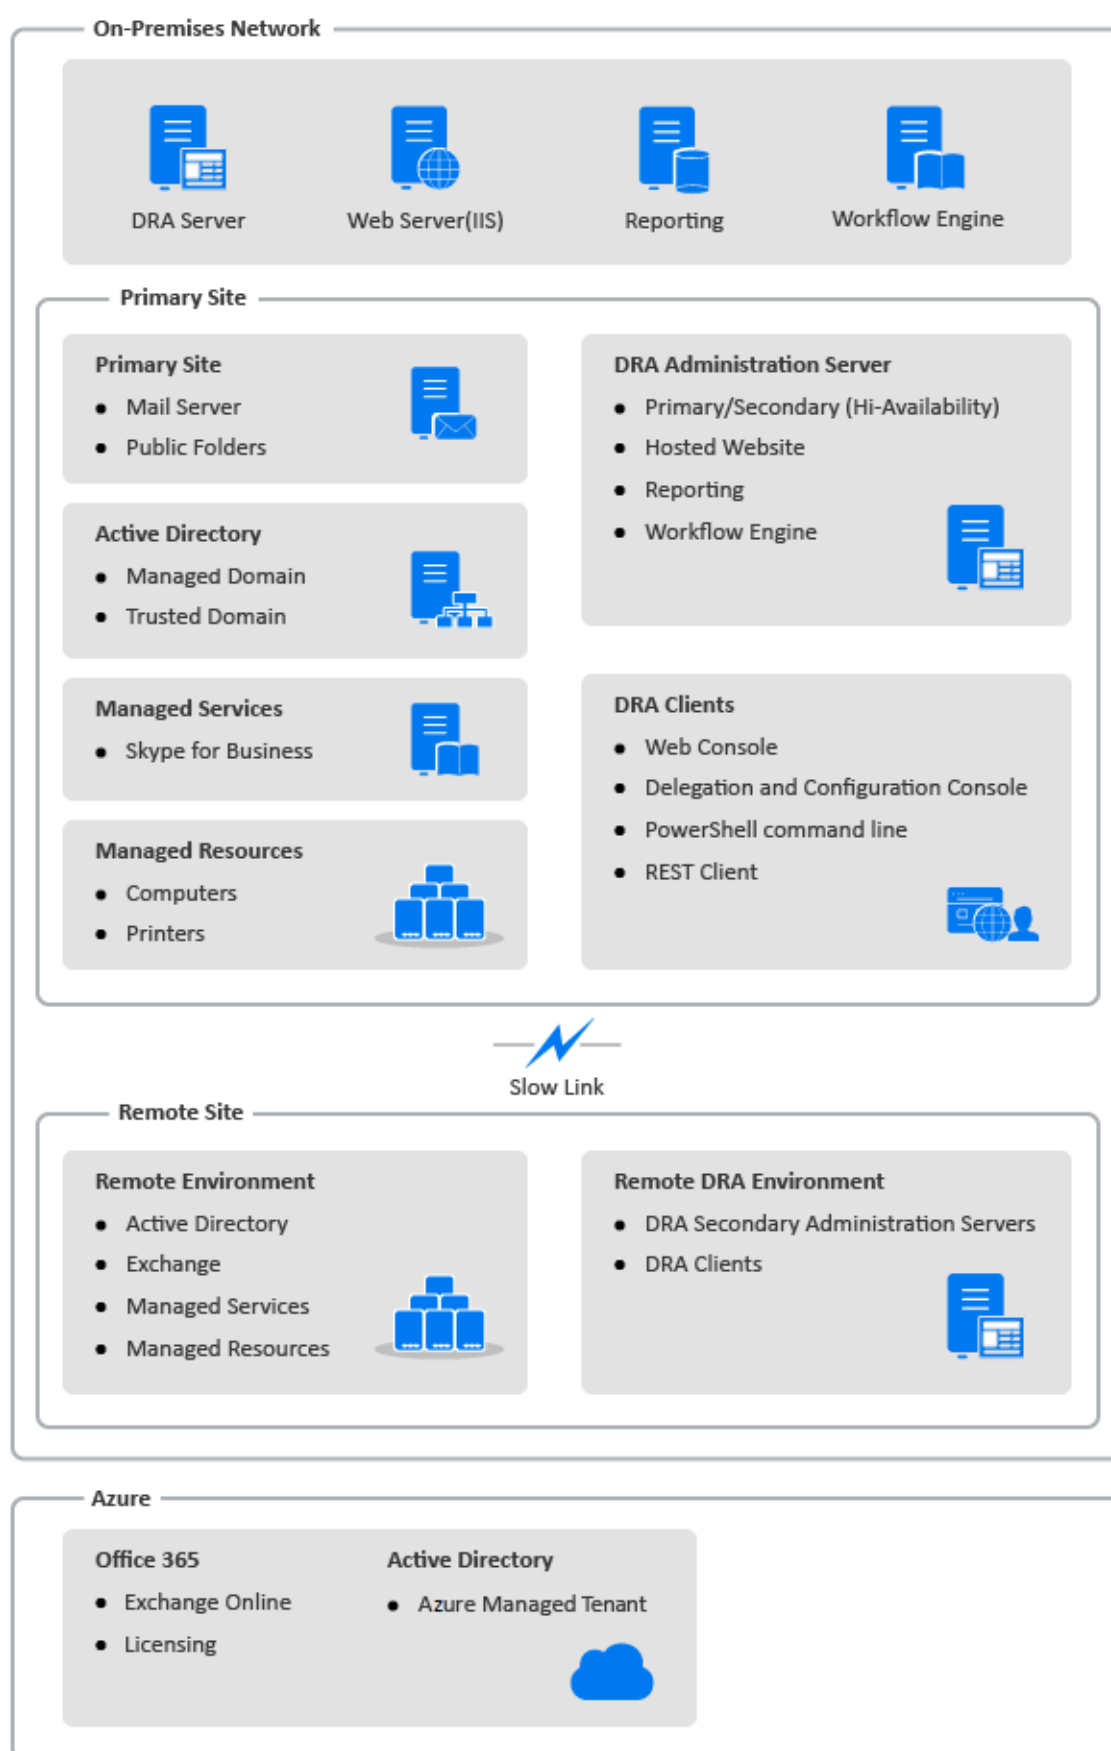 On-Premises Network
DRA Server
Web Server(IIS)
Reporting
Workflow Engine
Primary Site
Primary Site
• Mail Server
• Public Folders
Active Directory
• Managed Domain
• Trusted Domain
Managed Services
• Skype for Business
Managed Resources
• Computers
• Printers
DRA Administration Server
• Primary/Secondary (Hi-Availability)
• Hosted Website
• Reporting
• Workflow Engine
DRA Clients
• Web Console
• Delegation and Configuration Console
• PowerShell command line
• REST Client
Slow Link
Remote Site
Remote Environment
• Active Directory
• Exchange
• Managed Services
• Managed Resources
Remote DRA Environment
• DRA Secondary Administration Servers
• DRA Clients
Azure
Office 365
• Exchange Online
• Licensing
Active Directory
• Azure Managed Tenant